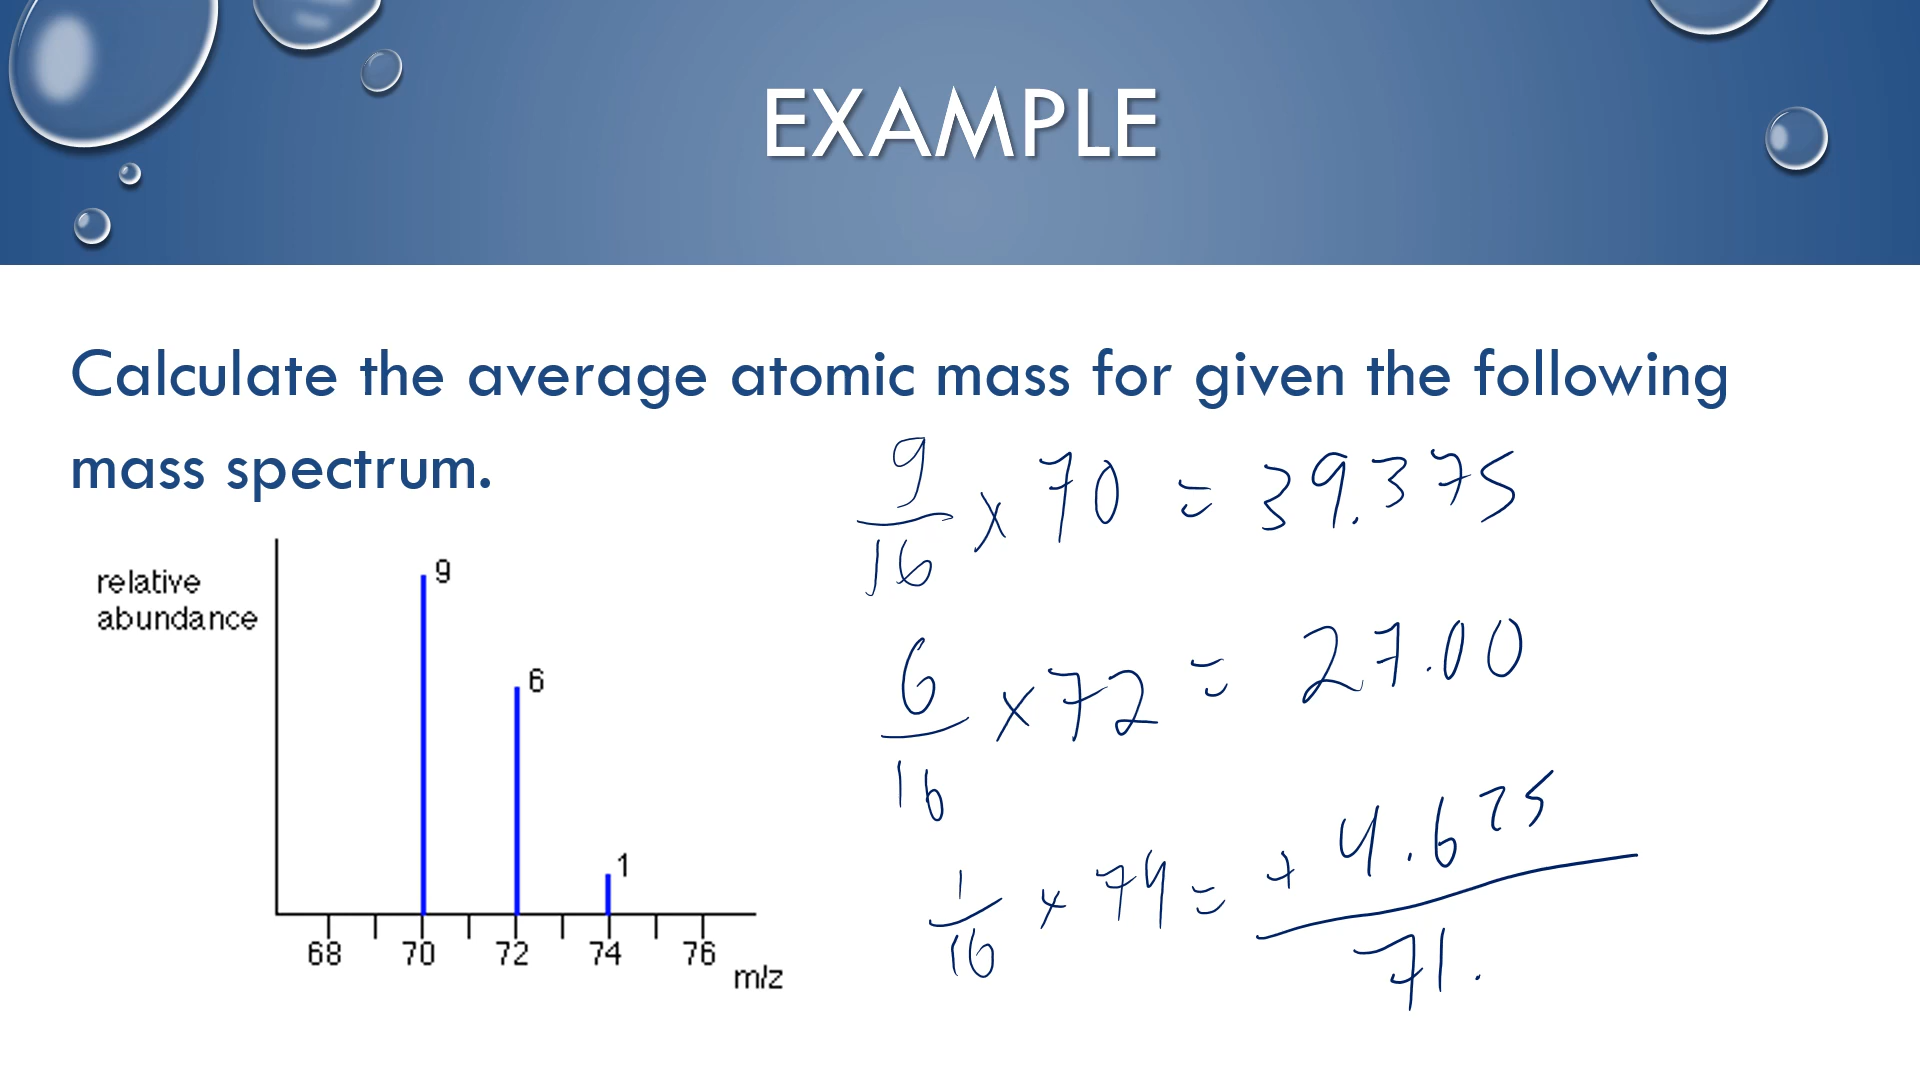 EXAMPLE
Calculate the average atomic mass for given the following
mass spectrum.
9/16 × 70 = 39.375
6/16 × 72 = 27.00
1/16 × 74 = + 4.625
71.
relative
abundance
9
6
1
68 70 72 74 76
m/z